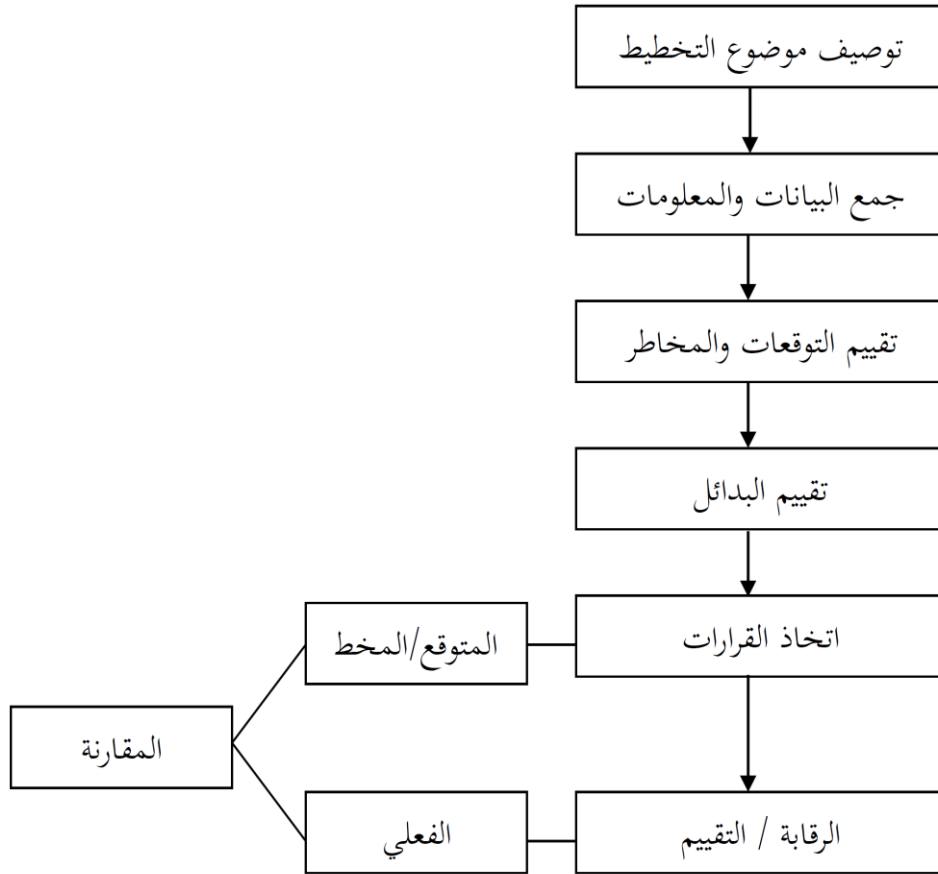 توصيف موضوع التخطيط
جمع البيانات والمعلومات
تقييم التوقعات والمخاطر
تقييم البدائل
اتخاذ القرارات
المتوقع/المخط
المقارنة
الرقابة / التقييم
الفعلي